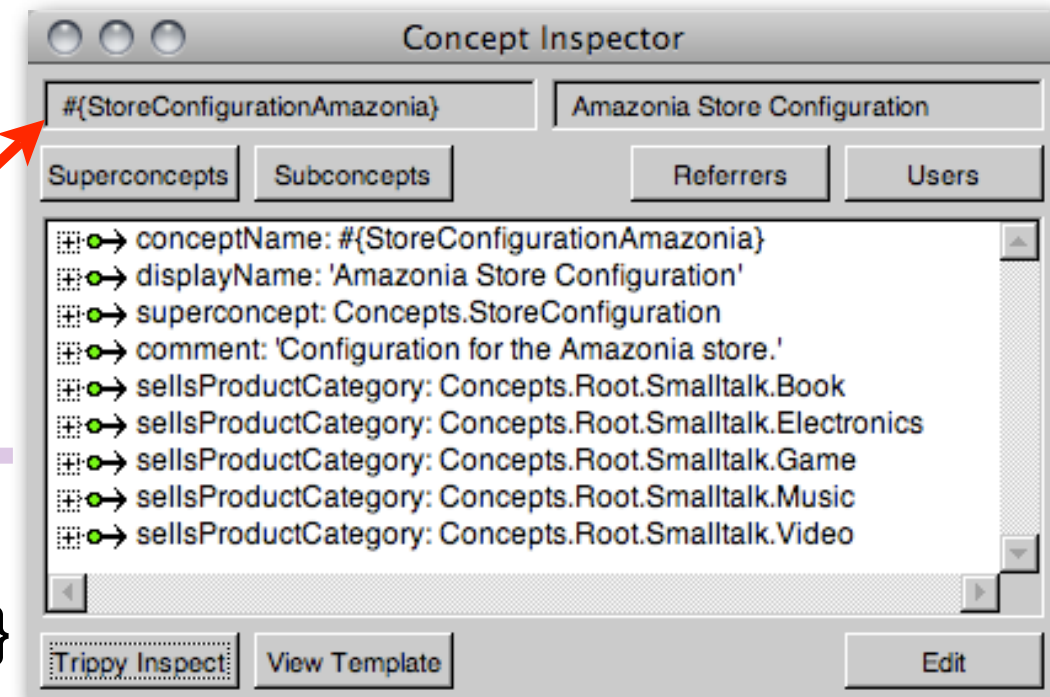 Concept Inspector
#{StoreConfigurationAmazonia} Amazonia Store Configuration
Superconcepts Subconcepts Referrers Users
conceptName: #{StoreConfigurationAmazonia}
displayName: 'Amazonia Store Configuration'
superconcept: Concepts.StoreConfiguration
comment: 'Configuration for the Amazonia store.'
sellsProductCategory: Concepts.Root.Smalltalk.Book
sellsProductCategory: Concepts.Root.Smalltalk.Electronics
sellsProductCategory: Concepts.Root.Smalltalk.Game
sellsProductCategory: Concepts.Root.Smalltalk.Music
sellsProductCategory: Concepts.Root.Smalltalk.Video
}
Trippy Inspect View Template Edit